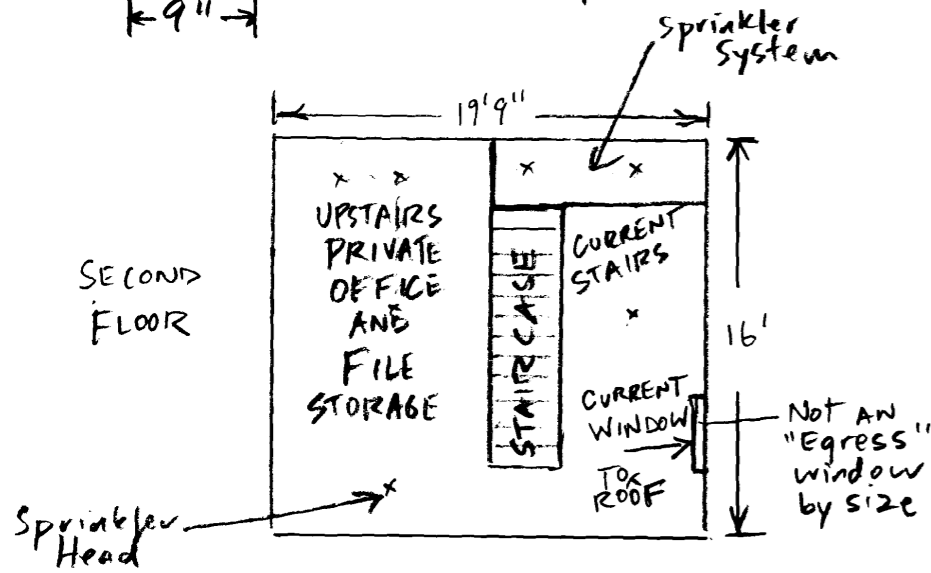 9"
Sprinkler
System
19'9"
UPSTAIRS
PRIVATE
OFFICE
AND
FILE
STORAGE
SECOND
FLOOR
STAIRCASE
CURRENT
STAIRS
16'
CURRENT
WINDOW
TO
ROOF
NOT AN
"Egress"
window
by size
Sprinkler
Head